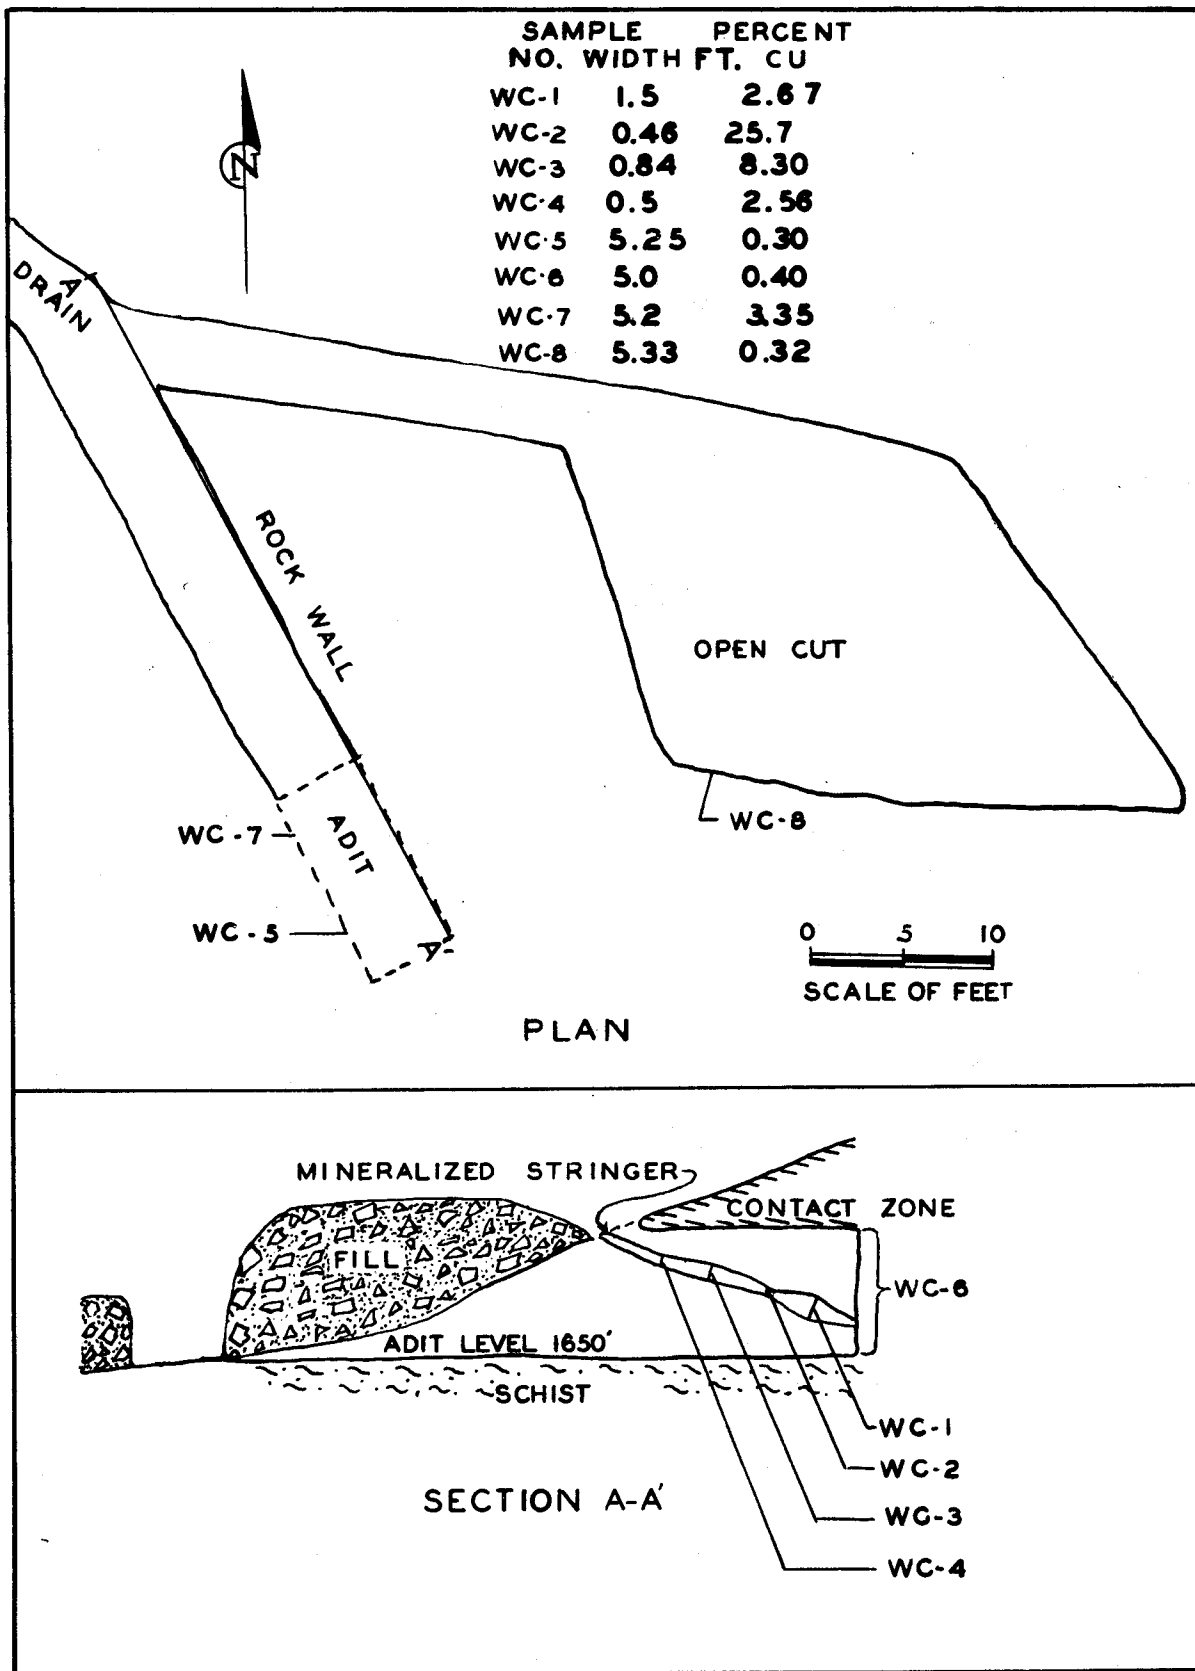 SAMPLE PERCENT
NO. WIDTH FT. CU
WC-1 1.5 2.67
WC-2 0.46 25.7
WC-3 0.84 8.30
WC-4 0.5 2.56
WC-5 5.25 0.30
WC-6 5.0 0.40
WC-7 5.2 3.35
WC-8 5.33 0.32
N
A
DRAIN
ROCK WALL
OPEN CUT
WC-8
ADIT
WC-7
WC-5
A'
0 5 10
SCALE OF FEET
PLAN
MINERALIZED STRINGER
CONTACT ZONE
FILL
WC-6
ADIT LEVEL 1650'
SCHIST
WC-1
WC-2
WC-3
WC-4
SECTION A-A'